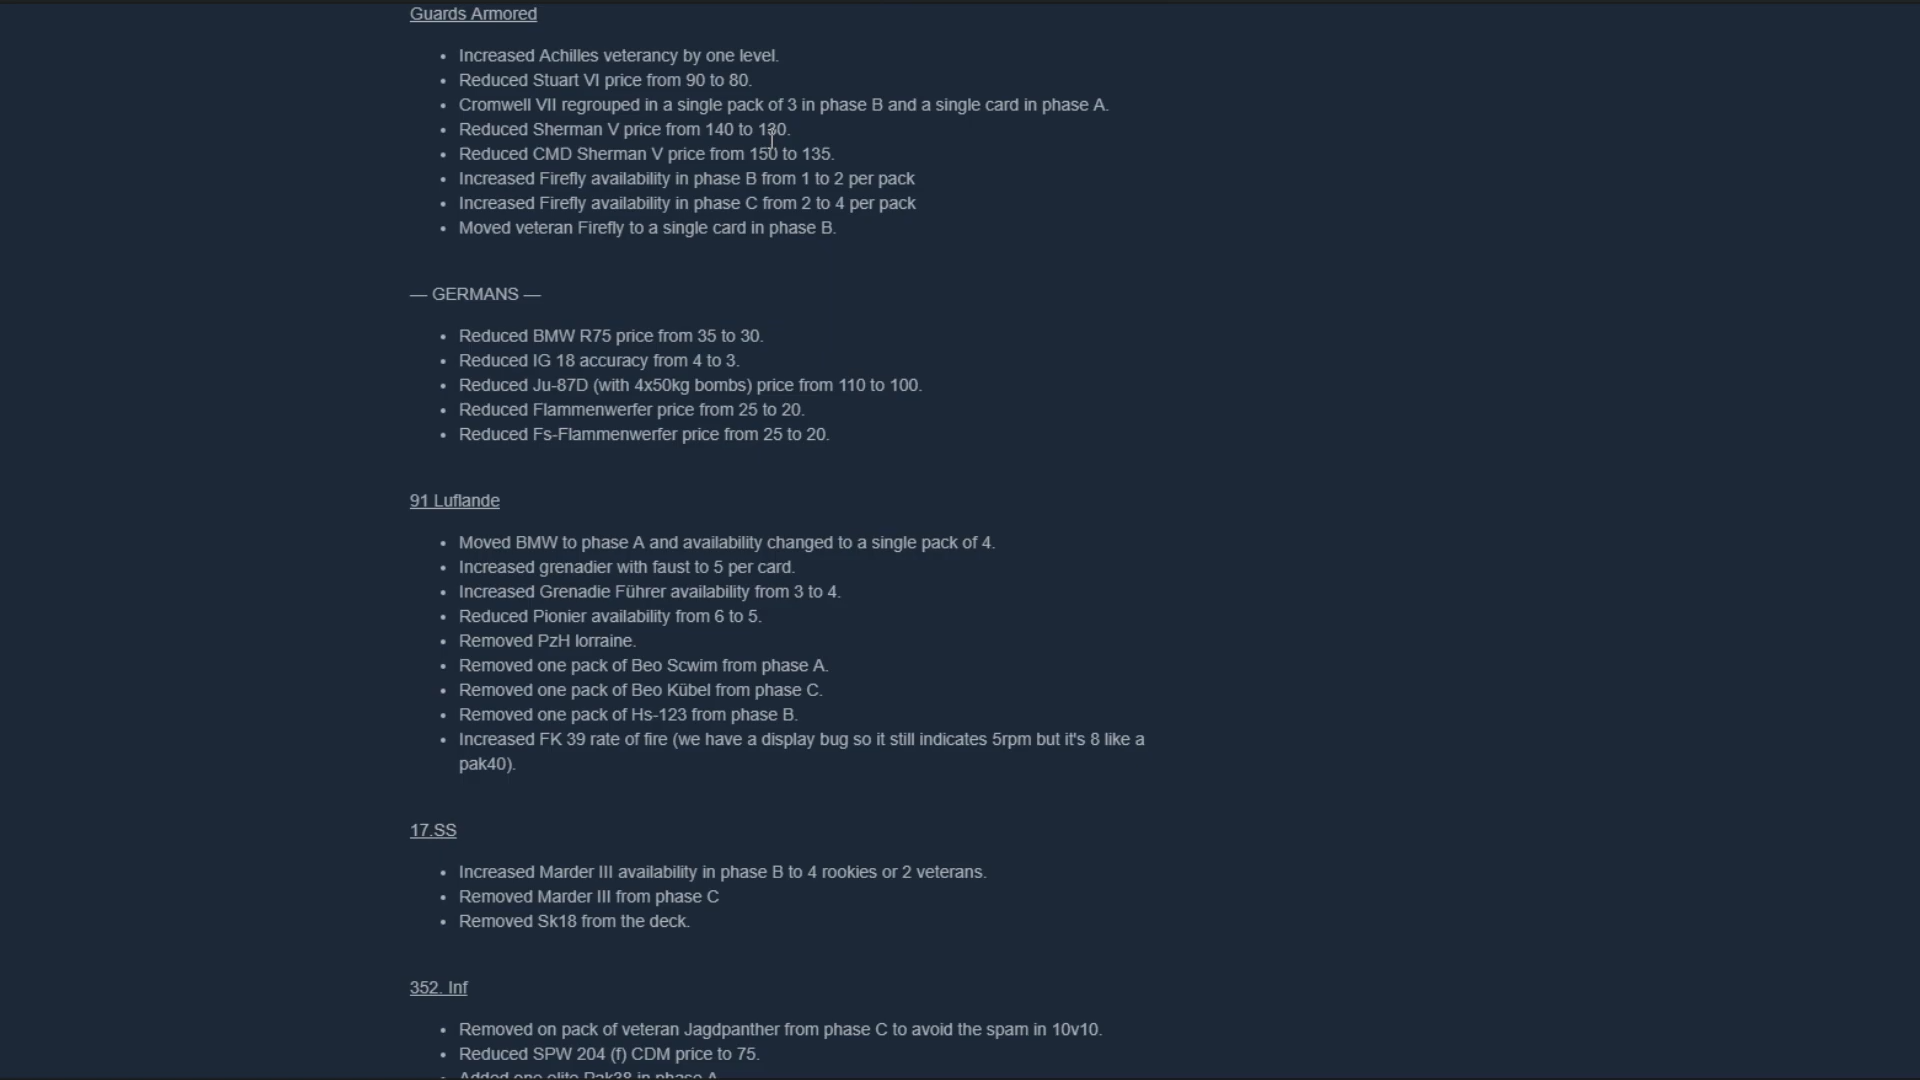 Guards Armored
• Increased Achilles veterancy by one level.
• Reduced Stuart VI price from 90 to 80.
• Cromwell VII regrouped in a single pack of 3 in phase B and a single card in phase A.
• Reduced Sherman V price from 140 to 130.
• Reduced CMD Sherman V price from 150 to 135.
• Increased Firefly availability in phase B from 1 to 2 per pack
• Increased Firefly availability in phase C from 2 to 4 per pack
• Moved veteran Firefly to a single card in phase B.
— GERMANS —
• Reduced BMW R75 price from 35 to 30.
• Reduced IG 18 accuracy from 4 to 3.
• Reduced Ju-87D (with 4x50kg bombs) price from 110 to 100.
• Reduced Flammenwerfer price from 25 to 20.
• Reduced Fs-Flammenwerfer price from 25 to 20.
91 Luflande
• Moved BMW to phase A and availability changed to a single pack of 4.
• Increased grenadier with faust to 5 per card.
• Increased Grenadie Führer availability from 3 to 4.
• Reduced Pionier availability from 6 to 5.
• Removed PzH lorraine.
• Removed one pack of Beo Scwim from phase A.
• Removed one pack of Beo Kübel from phase C.
• Removed one pack of Hs-123 from phase B.
• Increased FK 39 rate of fire (we have a display bug so it still indicates 5rpm but it's 8 like a
pak40).
17.SS
• Increased Marder III availability in phase B to 4 rookies or 2 veterans.
• Removed Marder III from phase C
• Removed Sk18 from the deck.
352. Inf
• Removed on pack of veteran Jagdpanther from phase C to avoid the spam in 10v10.
• Reduced SPW 204 (f) CDM price to 75.
• Added one elite Pak38 in phase A